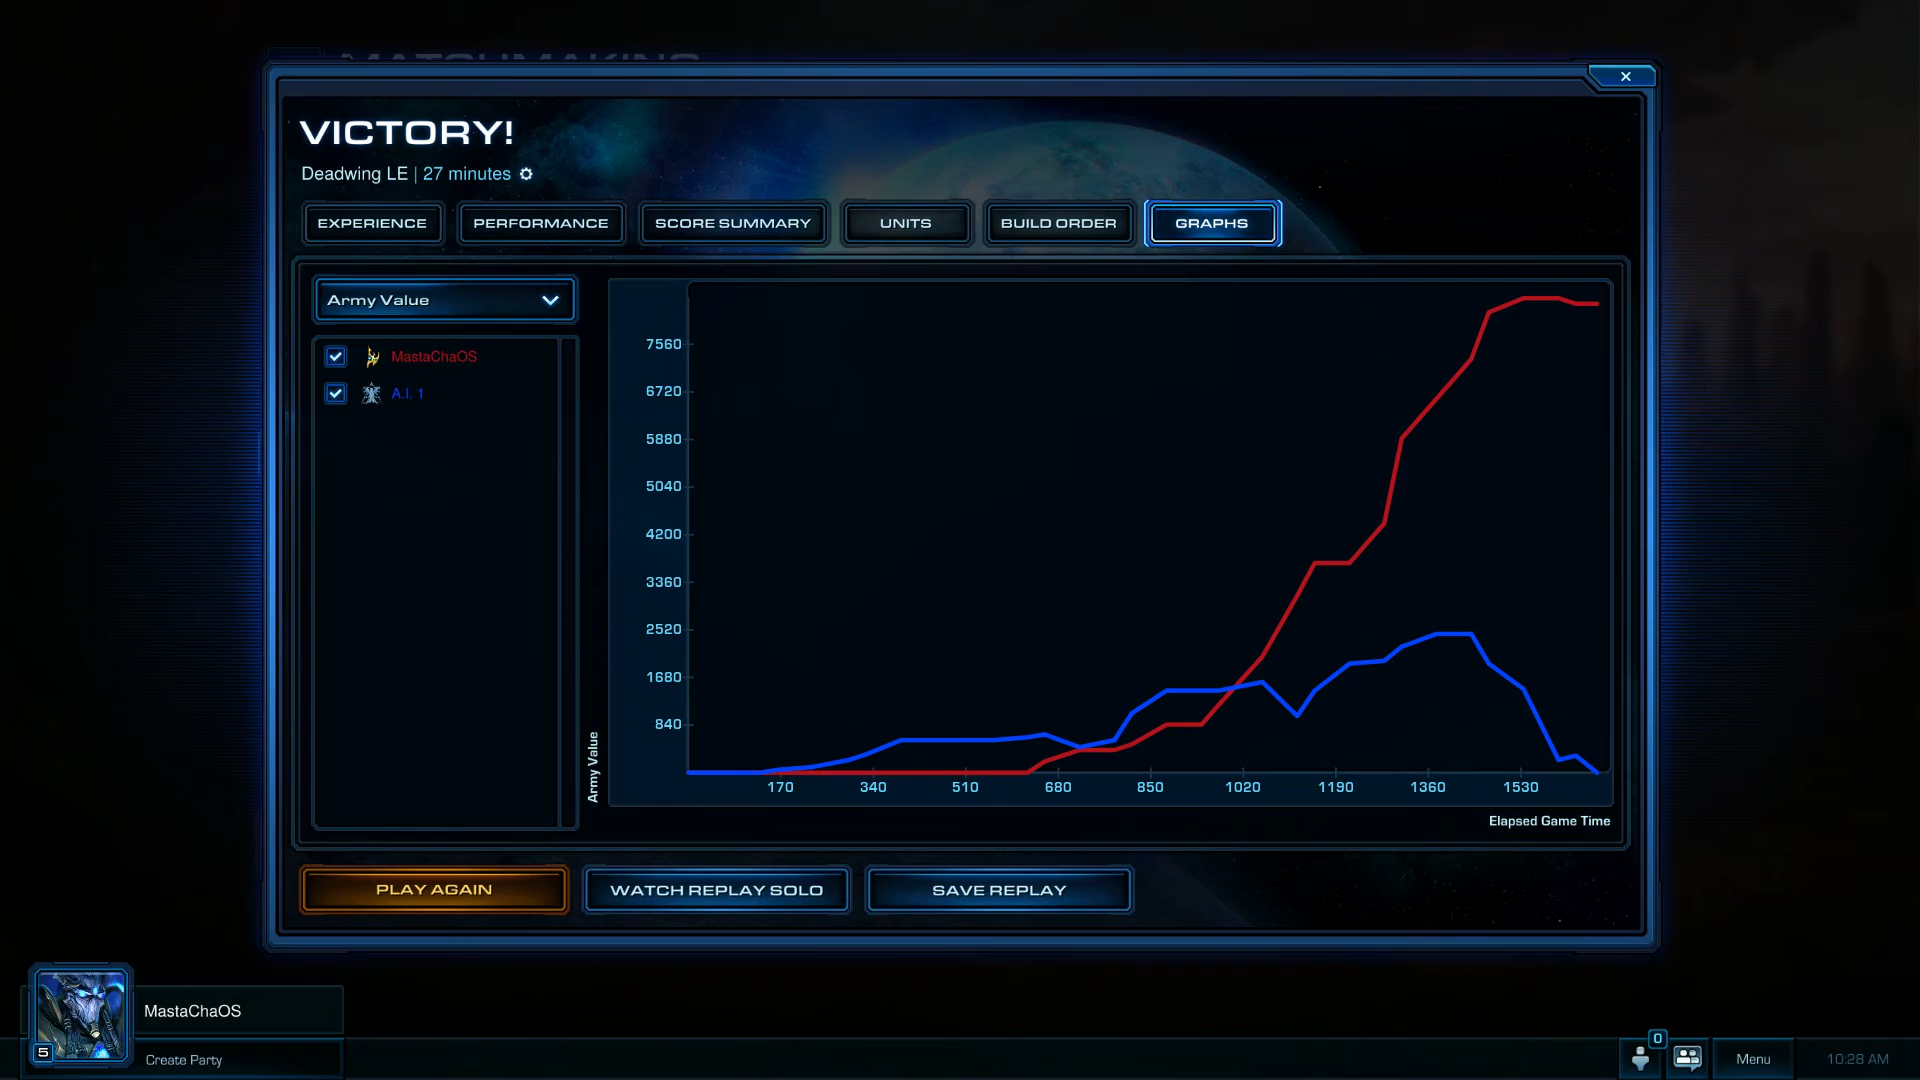 MATCHMAKING
VICTORY!
Deadwing LE | 27 minutes
EXPERIENCE
PERFORMANCE
SCORE SUMMARY
UNITS
BUILD ORDER
GRAPHS
Army Value
MastaChaOS
A.I. 1
7560
6720
5880
5040
4200
3360
2520
1680
840
Army Value
170
340
510
680
850
1020
1190
1360
1530
Elapsed Game Time
PLAY AGAIN
WATCH REPLAY SOLO
SAVE REPLAY
MastaChaOS
5
Create Party
0
Menu
10:28 AM